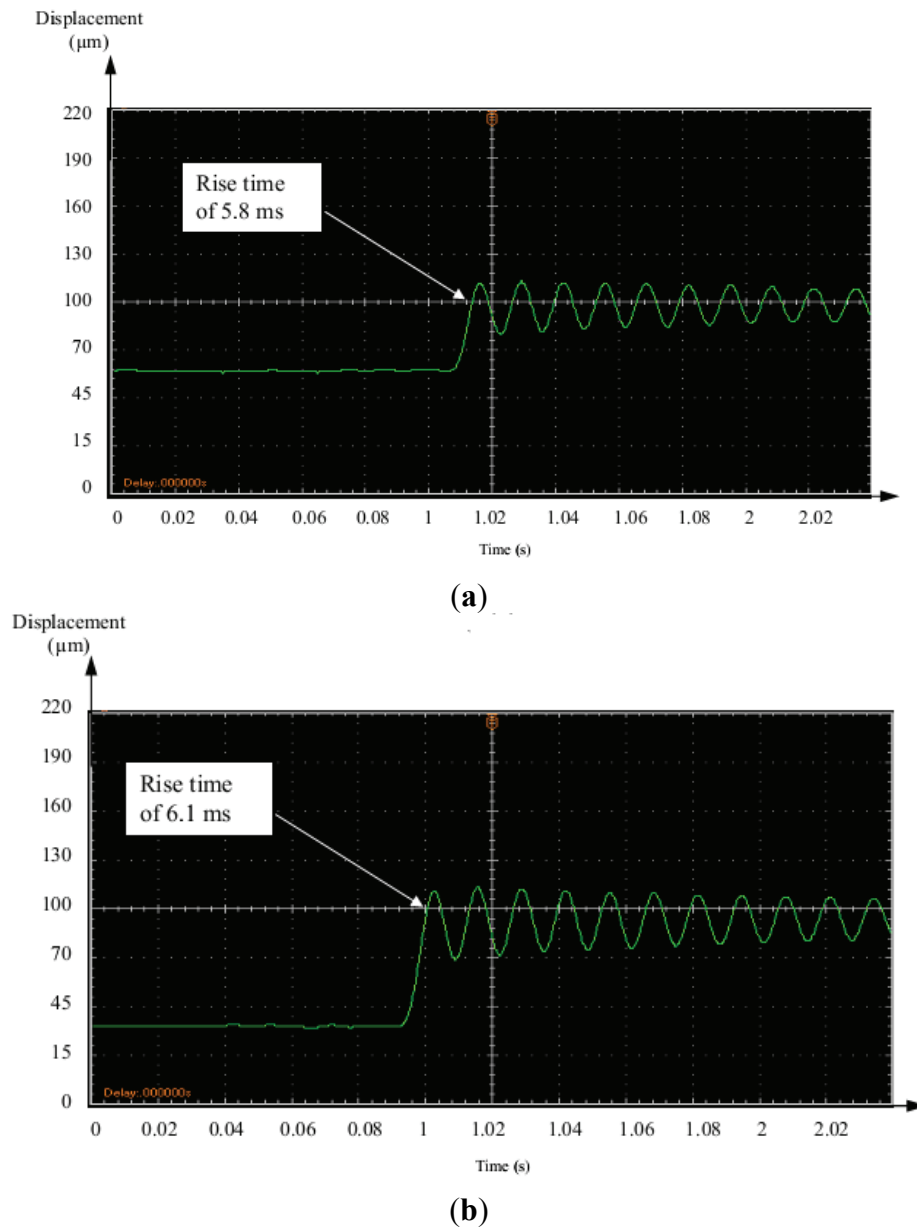 Displacement
(μm)
220
190
160
130
100
70
45
15
0
Rise time
of 5.8 ms
Delay:.000000s
0 0.02 0.04 0.06 0.08 1 1.02 1.04 1.06 1.08 2 2.02
Time (s)
(a)
Displacement
(μm)
220
190
160
130
100
70
45
15
0
Rise time
of 6.1 ms
Delay:.000000s
0 0.02 0.04 0.06 0.08 1 1.02 1.04 1.06 1.08 2 2.02
Time (s)
(b)